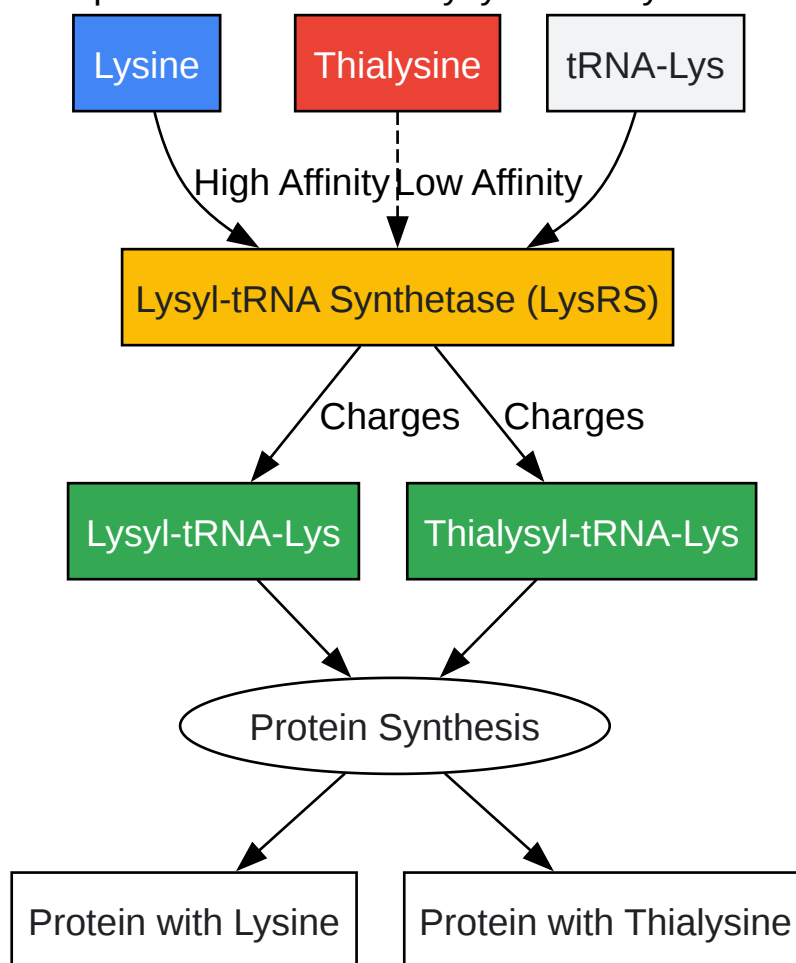 Lysine
Thialysine
tRNA-Lys
High Affinity
Low Affinity
Lysyl-tRNA Synthetase (LysRS)
Charges
Charges
Lysyl-tRNA-Lys
Thialysyl-tRNA-Lys
Protein Synthesis
Protein with Lysine
Protein with Thialysine